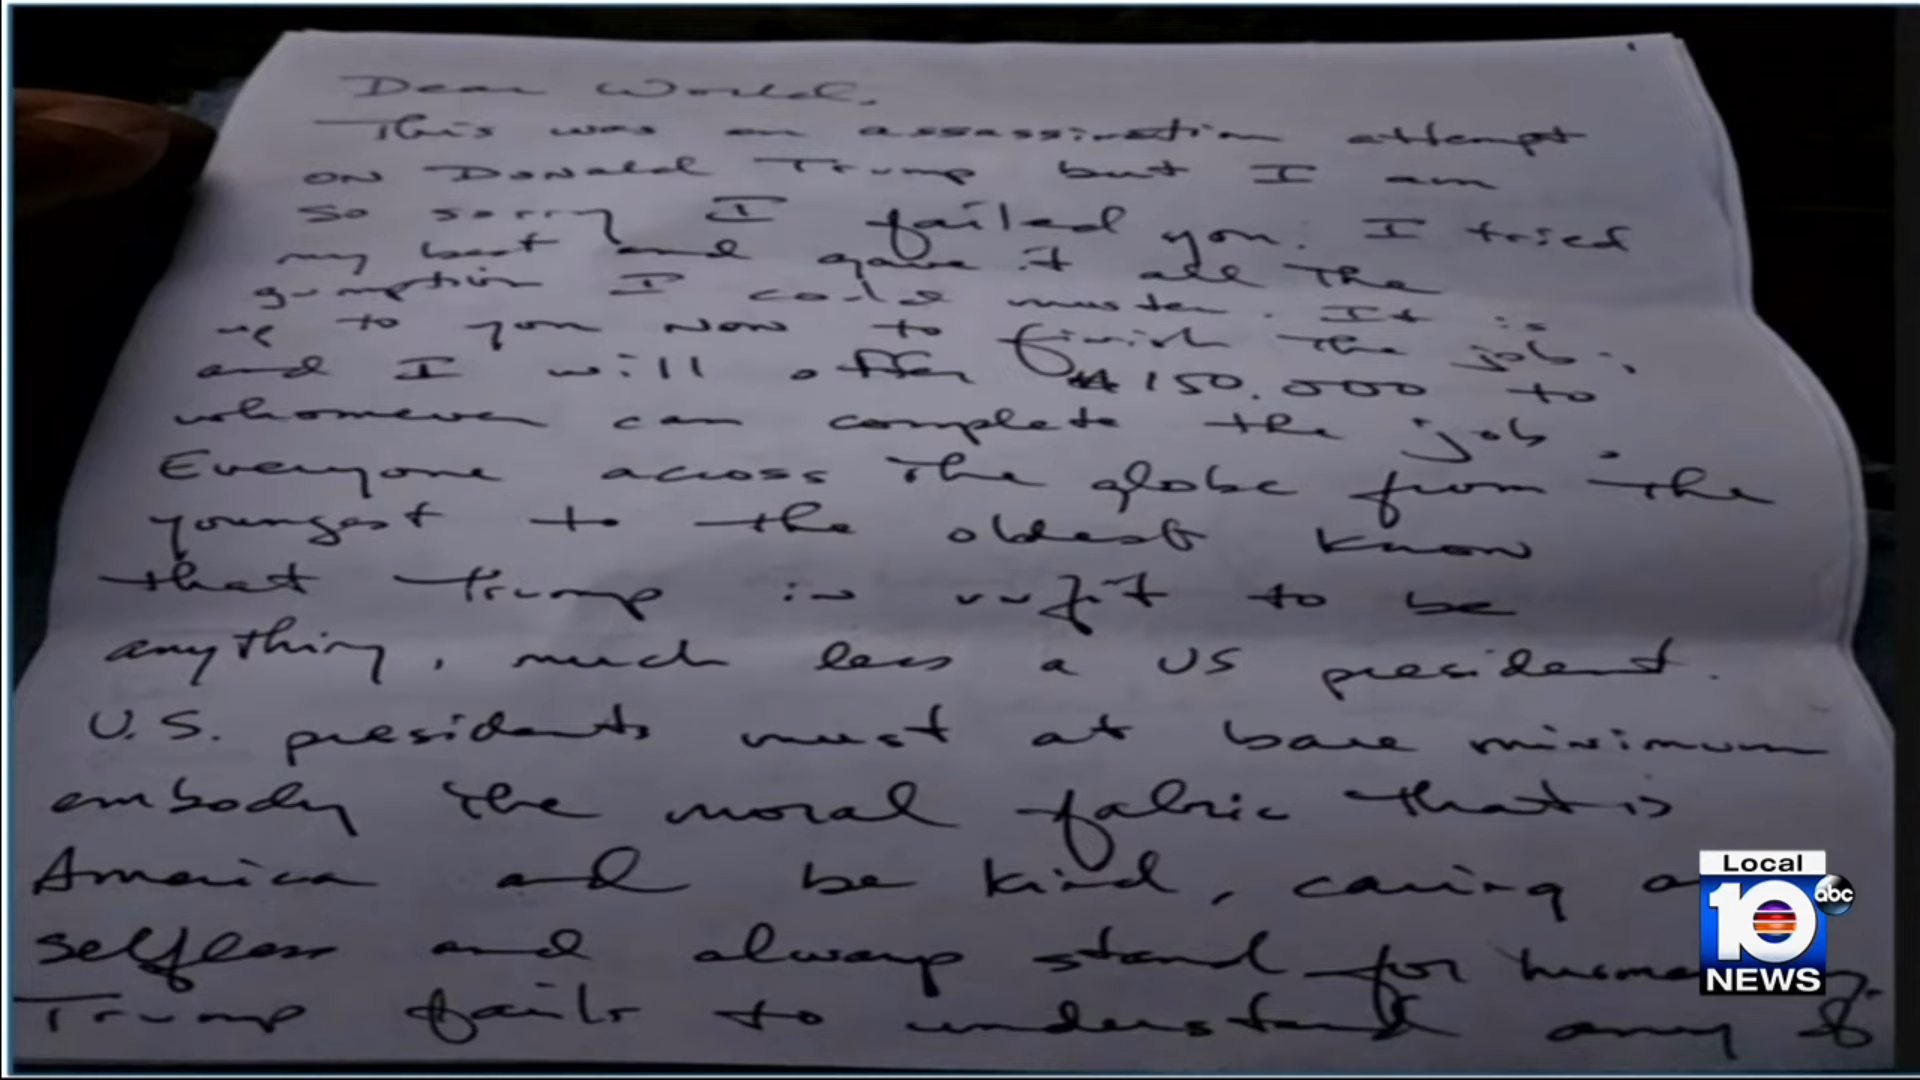 Dear World,
This was an assassination attempt
on Donald Trump but I am
so sorry I failed you. I tried
my best and gave it all the
gumption I could muster. It is
up to you now to finish the job;
and I will offer $150,000 to
whomever can complete the job.
Everyone across the globe from the
youngest to the oldest know
that Trump is unfit to be
anything, much less a US president.
U.S. presidents must at bare minimum
embody the moral fabric that is
America and be kind, caring
selfless and always stand for humanity
Trump fails to understand any of
Local
10 abc
NEWS